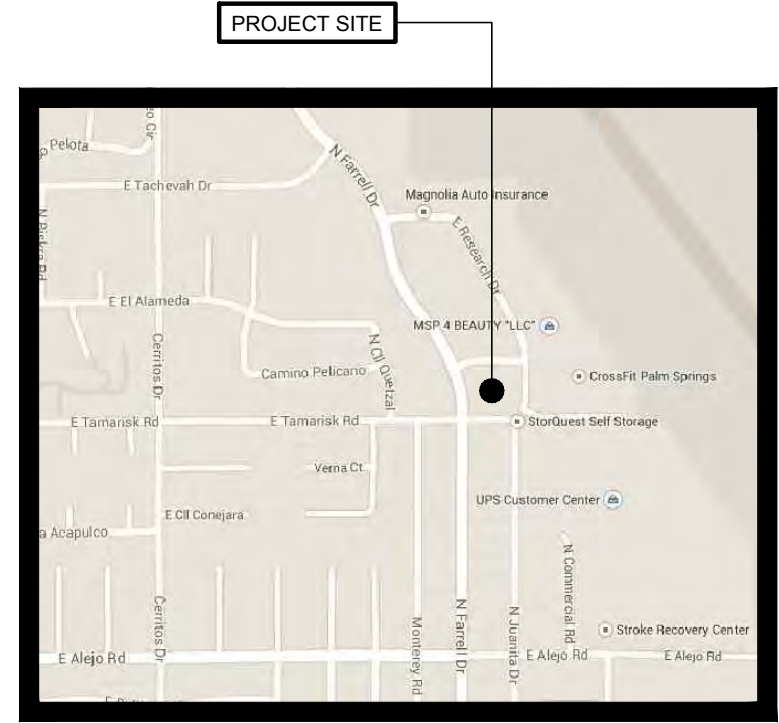 PROJECT SITE
Pelota
E Tachevah Dr
N Farrell Dr
Magnolia Auto Insurance
E Research Dr
E El Alameda
MSP 4 BEAUTY "LLC"
Cerritos Dr
N Cll Quetzal
Camino Pelicano
CrossFit Palm Springs
E Tamarisk Rd
E Tamarisk Rd
StorQuest Self Storage
Verna Ct.
UPS Customer Center
E Cll Conejara
a Acapulco
N Commercial Rd
Cerritos Dr
Monterey Rd
N Farrell Dr
N Juanita Dr
Stroke Recovery Center
E Alejo Rd
E Alejo Rd
E Alejo Rd